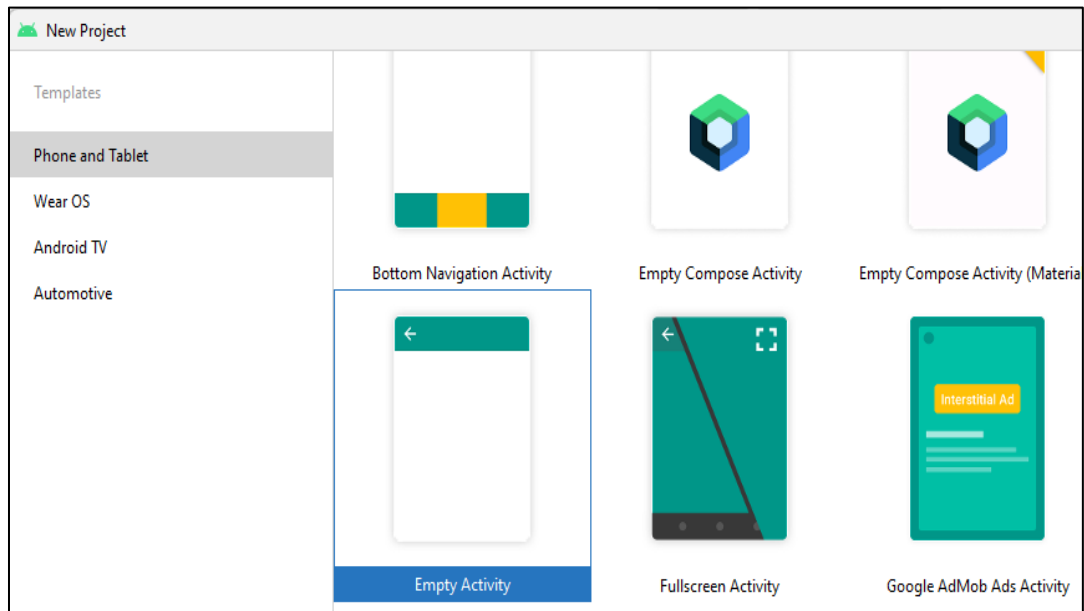 New Project
Templates
Phone and Tablet
Wear OS
Android TV
Automotive
Bottom Navigation Activity
Empty Compose Activity
Empty Compose Activity (Materia
Interstitial Ad
Empty Activity
Fullscreen Activity
Google AdMob Ads Activity